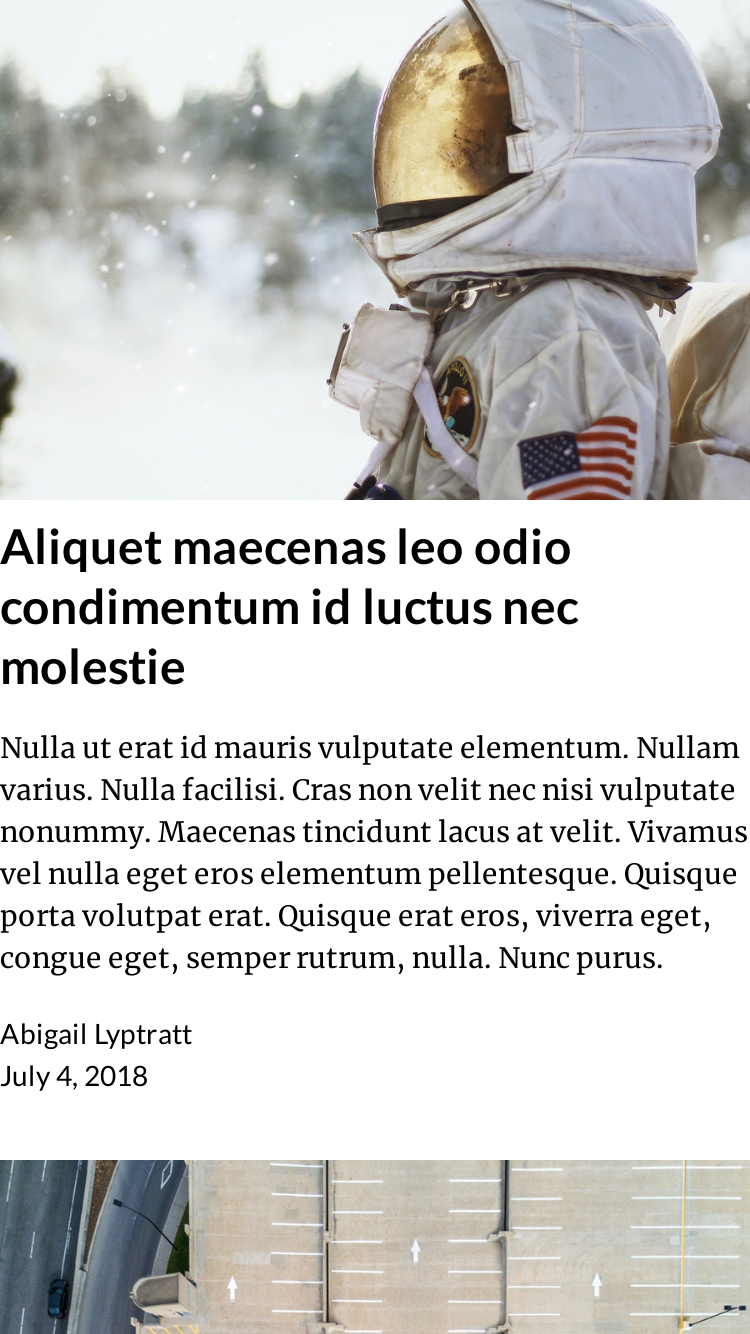 Aliquet maecenas leo odio
condimentum id luctus nec
molestie
Nulla ut erat id mauris vulputate elementum. Nullam
varius. Nulla facilisi. Cras non velit nec nisi vulputate
nonummy. Maecenas tincidunt lacus at velit. Vivamus
vel nulla eget eros elementum pellentesque. Quisque
porta volutpat erat. Quisque erat eros, viverra eget,
congue eget, semper rutrum, nulla. Nunc purus.
Abigail Lyptratt
July 4, 2018